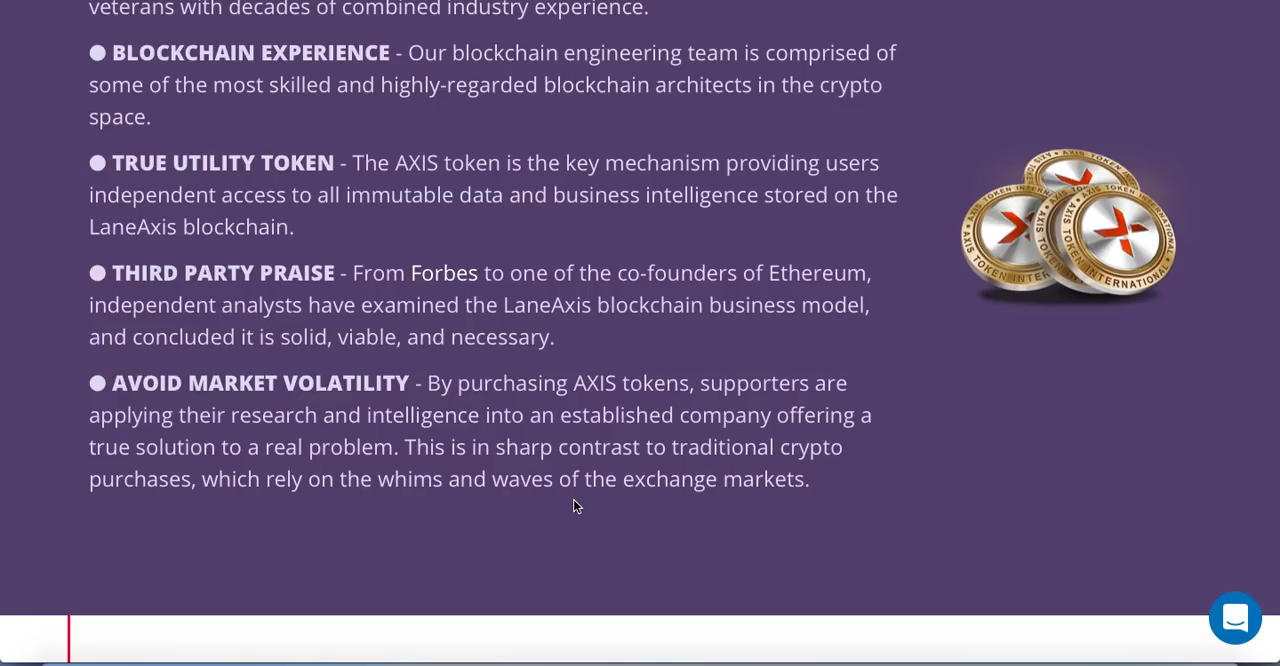 veterans with decades of combined industry experience.
● BLOCKCHAIN EXPERIENCE - Our blockchain engineering team is comprised of
some of the most skilled and highly-regarded blockchain architects in the crypto
space.
● TRUE UTILITY TOKEN - The AXIS token is the key mechanism providing users
independent access to all immutable data and business intelligence stored on the
LaneAxis blockchain.
● THIRD PARTY PRAISE - From Forbes to one of the co-founders of Ethereum,
independent analysts have examined the LaneAxis blockchain business model,
and concluded it is solid, viable, and necessary.
● AVOID MARKET VOLATILITY - By purchasing AXIS tokens, supporters are
applying their research and intelligence into an established company offering a
true solution to a real problem. This is in sharp contrast to traditional crypto
purchases, which rely on the whims and waves of the exchange markets.
AXIS TOKEN INTERNATIONAL